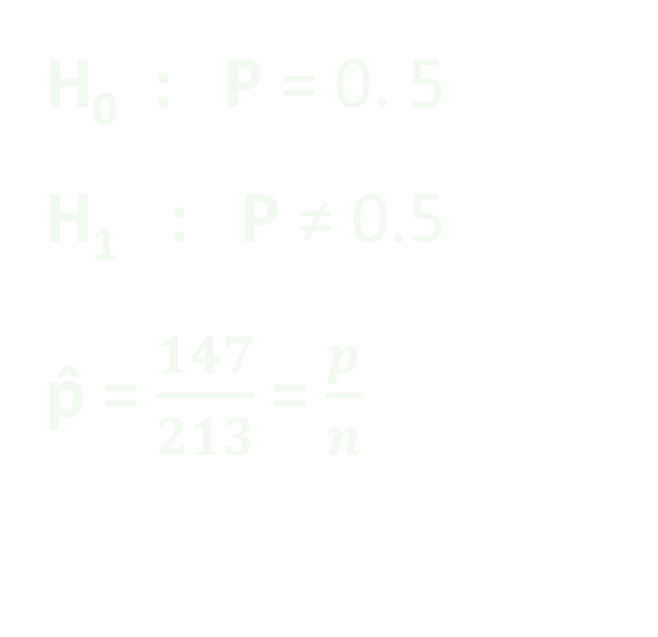 H₀ : P = 0. 5
H₁ : P ≠ 0.5
p̂ = 147/213 = p/n